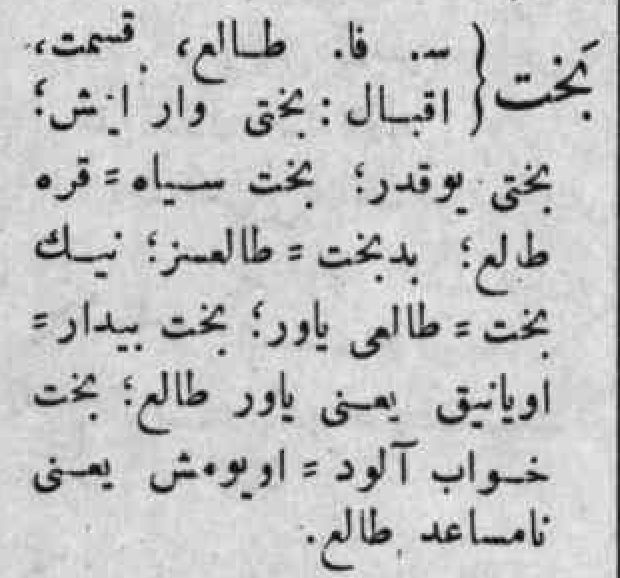 بَخت { س. فا. طالع، قسمت،
اقبال: بختی وار ایش؛
بختی یوقدر؛ بخت سیاه = قره
طالع؛ بدبخت = طالعسز؛ نیك
بخت = طالعی یاور؛ بخت بیدار =
اویانیق یعنی یاور طالع؛ بخت
خواب آلود = اویومش یعنی
نامساعد طالع.